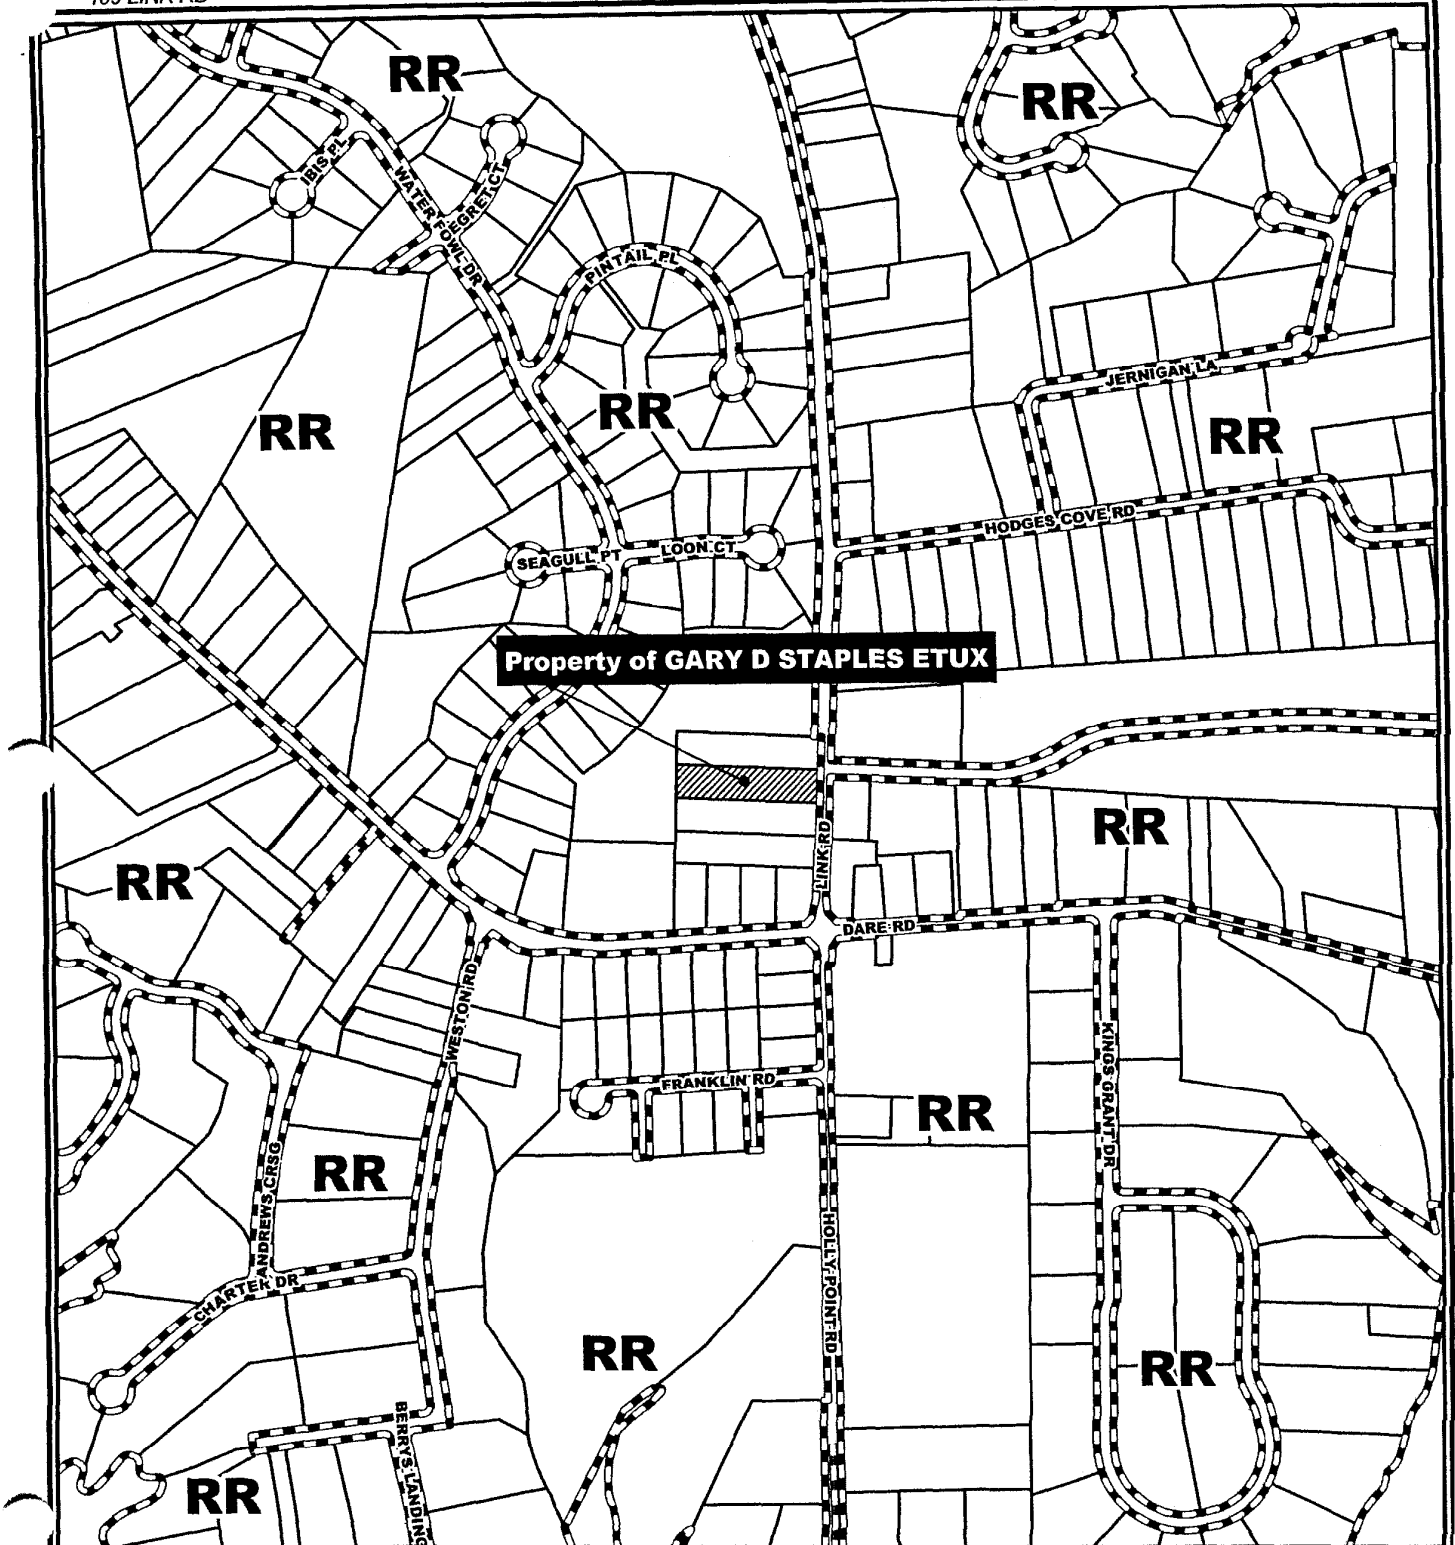 RR
RR
IBIS PL
WATER FOWL DR
EGRET CT
PINTAIL PL
JERNIGAN LA
RR
RR
RR
HODGES COVE RD
SEAGULL PT
LOON CT
Property of GARY D STAPLES ETUX
LINK RD
RR
RR
DARE RD
WESTON RD
KINGS GRANT DR
FRANKLIN RD
RR
RR
ANDREWS CRSG
HOLLY POINT RD
CHARTER DR
RR
RR
BERRYS LANDING
RR